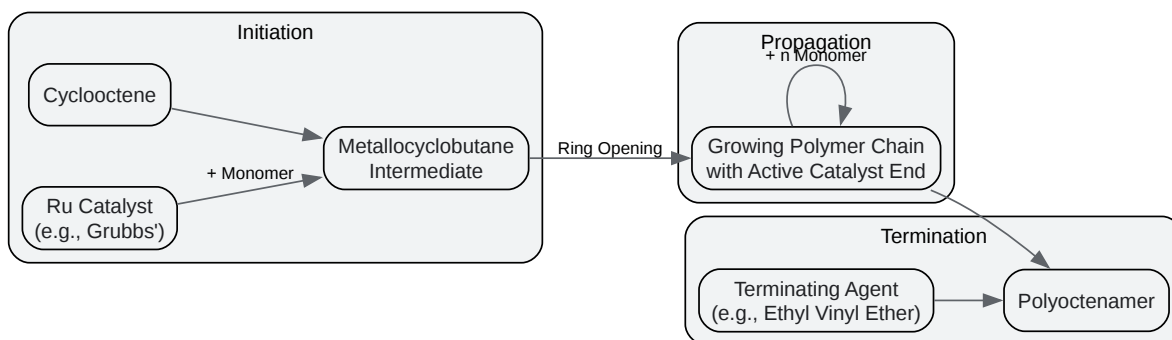 Initiation
Cyclooctene
Ru Catalyst
(e.g., Grubbs')
+ Monomer
Metallocyclobutane
Intermediate
Ring Opening
Propagation
+ n Monomer
Growing Polymer Chain
with Active Catalyst End
Termination
Terminating Agent
(e.g., Ethyl Vinyl Ether)
Polyoctenamer